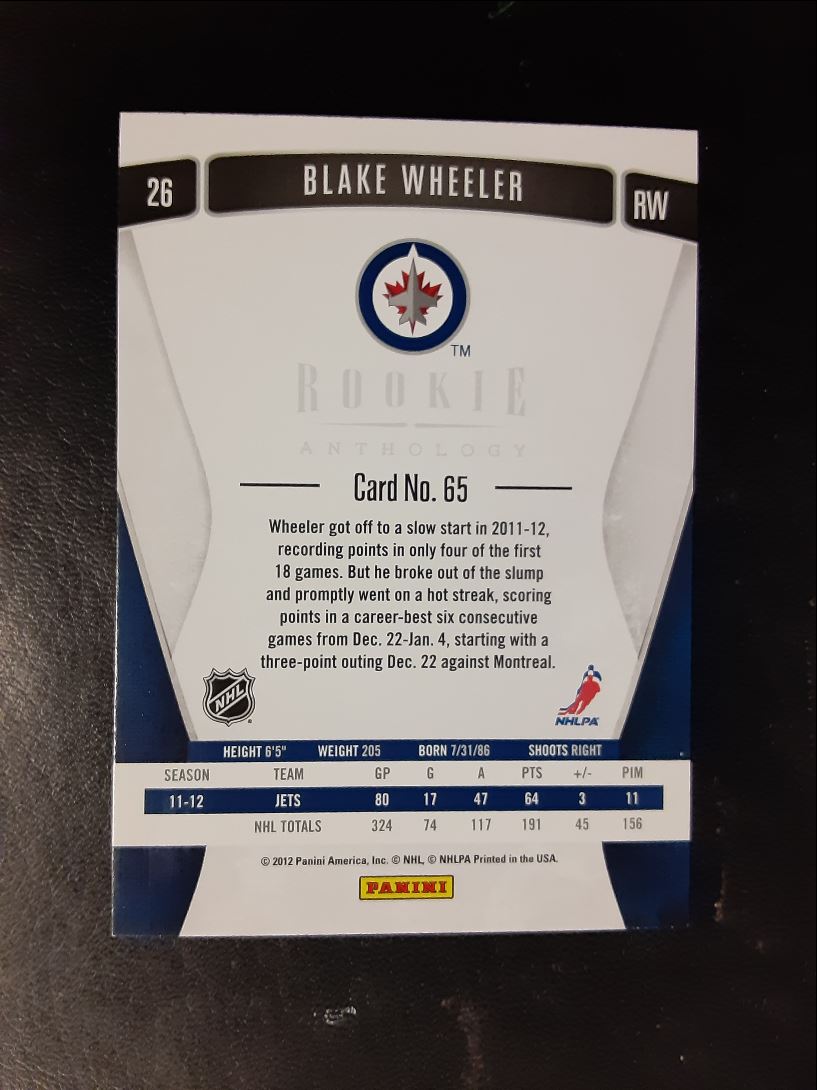 26 BLAKE WHEELER RW
TM
ROOKIE
ANTHOLOGY
Card No. 65
Wheeler got off to a slow start in 2011-12,
recording points in only four of the first
18 games. But he broke out of the slump
and promptly went on a hot streak, scoring
points in a career-best six consecutive
games from Dec. 22-Jan. 4, starting with a
three-point outing Dec. 22 against Montreal.
NHL ® NHLPA
HEIGHT 6'5" WEIGHT 205 BORN 7/31/86 SHOOTS RIGHT
SEASON TEAM GP G A PTS +/- PIM
11-12 JETS 80 17 47 64 3 11
NHL TOTALS 324 74 117 191 45 156
© 2012 Panini America, Inc. © NHL, © NHLPA Printed in the USA.
PANINI